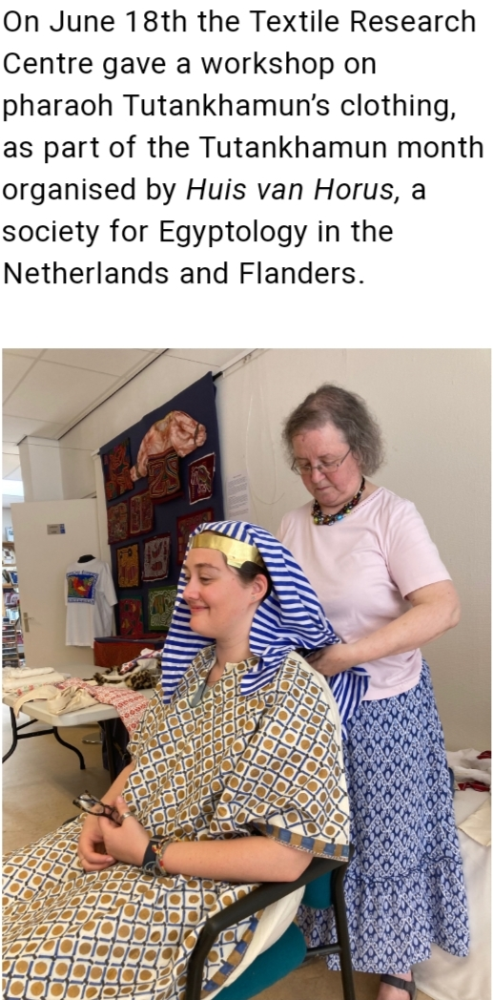 On June 18th the Textile Research
Centre gave a workshop on
pharaoh Tutankhamun's clothing,
as part of the Tutankhamun month
organised by Huis van Horus, a
society for Egyptology in the
Netherlands and Flanders.